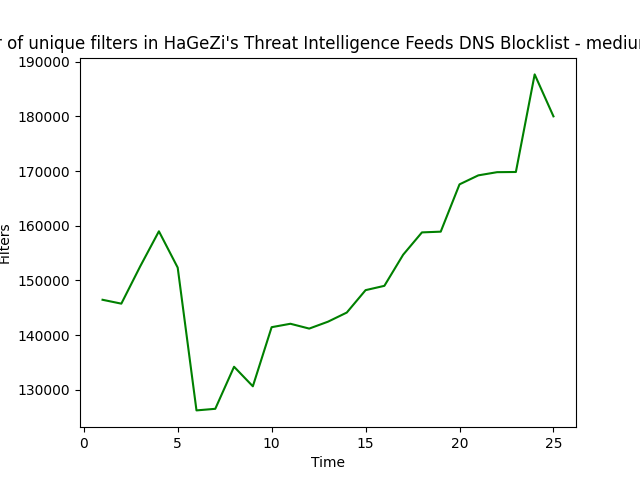 r of unique filters in HaGeZi's Threat Intelligence Feeds DNS Blocklist - mediu
190000
180000
170000
160000
150000
140000
130000
Filters
0 5 10 15 20 25
Time